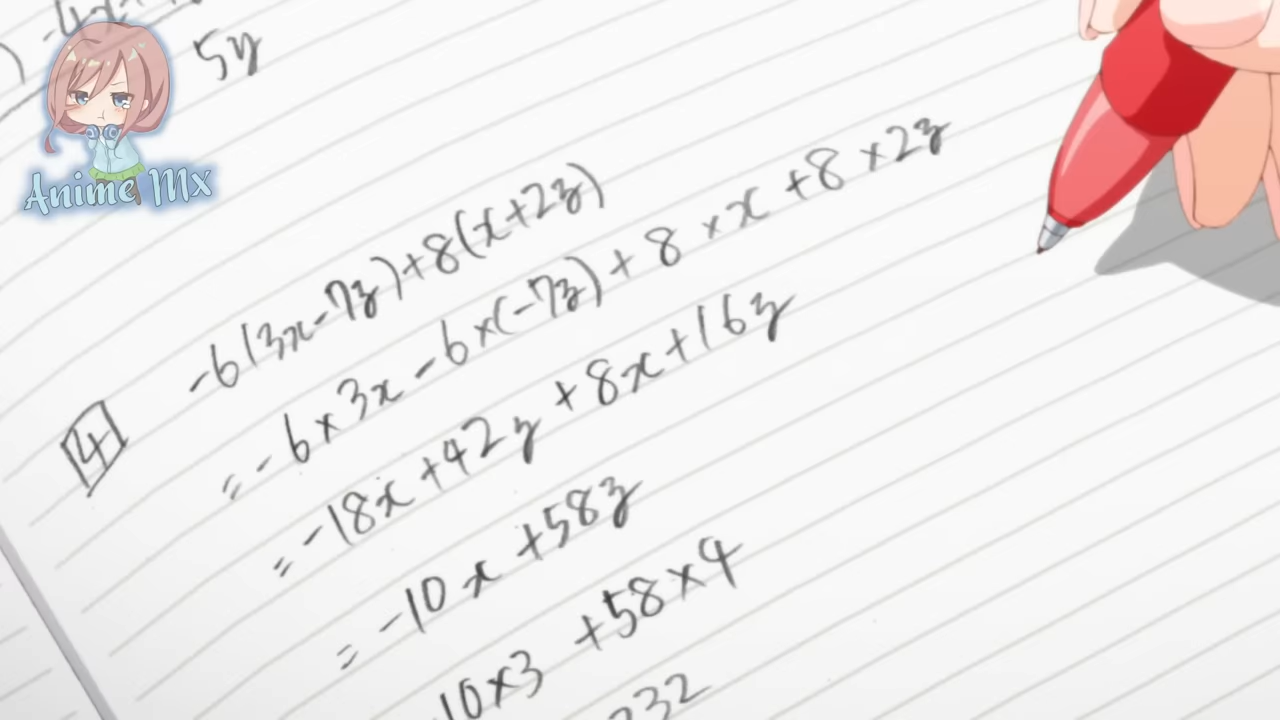 5y
Anime Mx
4
-6(3x-7y)+8(x+2y)
=-6×3x-6×(-7y)+8×x+8×2y
=-18x+42y+8x+16y
=-10x+58y
10×3+58×4
232